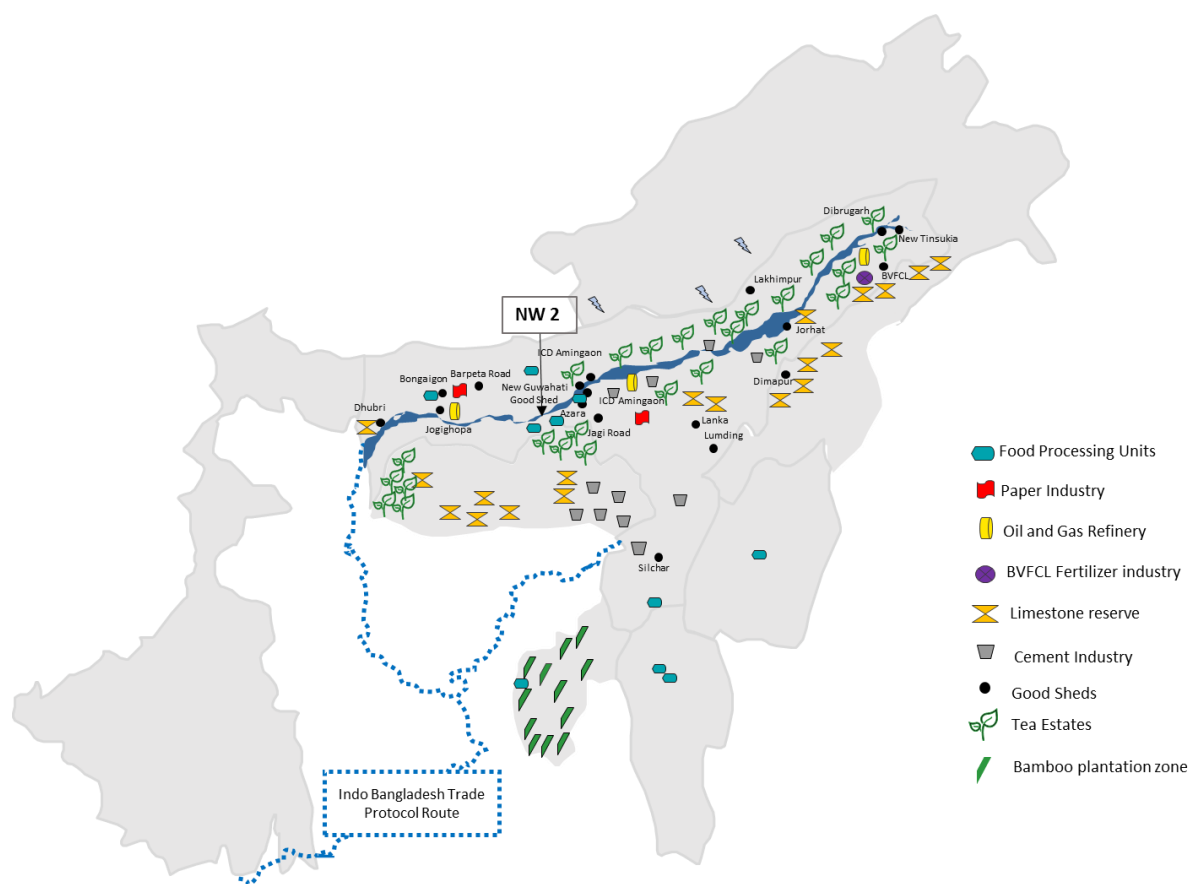 Dibrugarh
New Tinsukia
BVFCL
Lakhimpur
NW 2
Jorhat
ICD Amingaon
Bongaigon
Barpeta Road
New Guwahati
Good Shed
ICD Amingaon
Dimapur
Dhubri
Azara
Jogighopa
Jagi Road
Lanka
Lumding
Silchar
Food Processing Units
Paper Industry
Oil and Gas Refinery
BVFCL Fertilizer industry
Limestone reserve
Cement Industry
Good Sheds
Tea Estates
Bamboo plantation zone
Indo Bangladesh Trade
Protocol Route